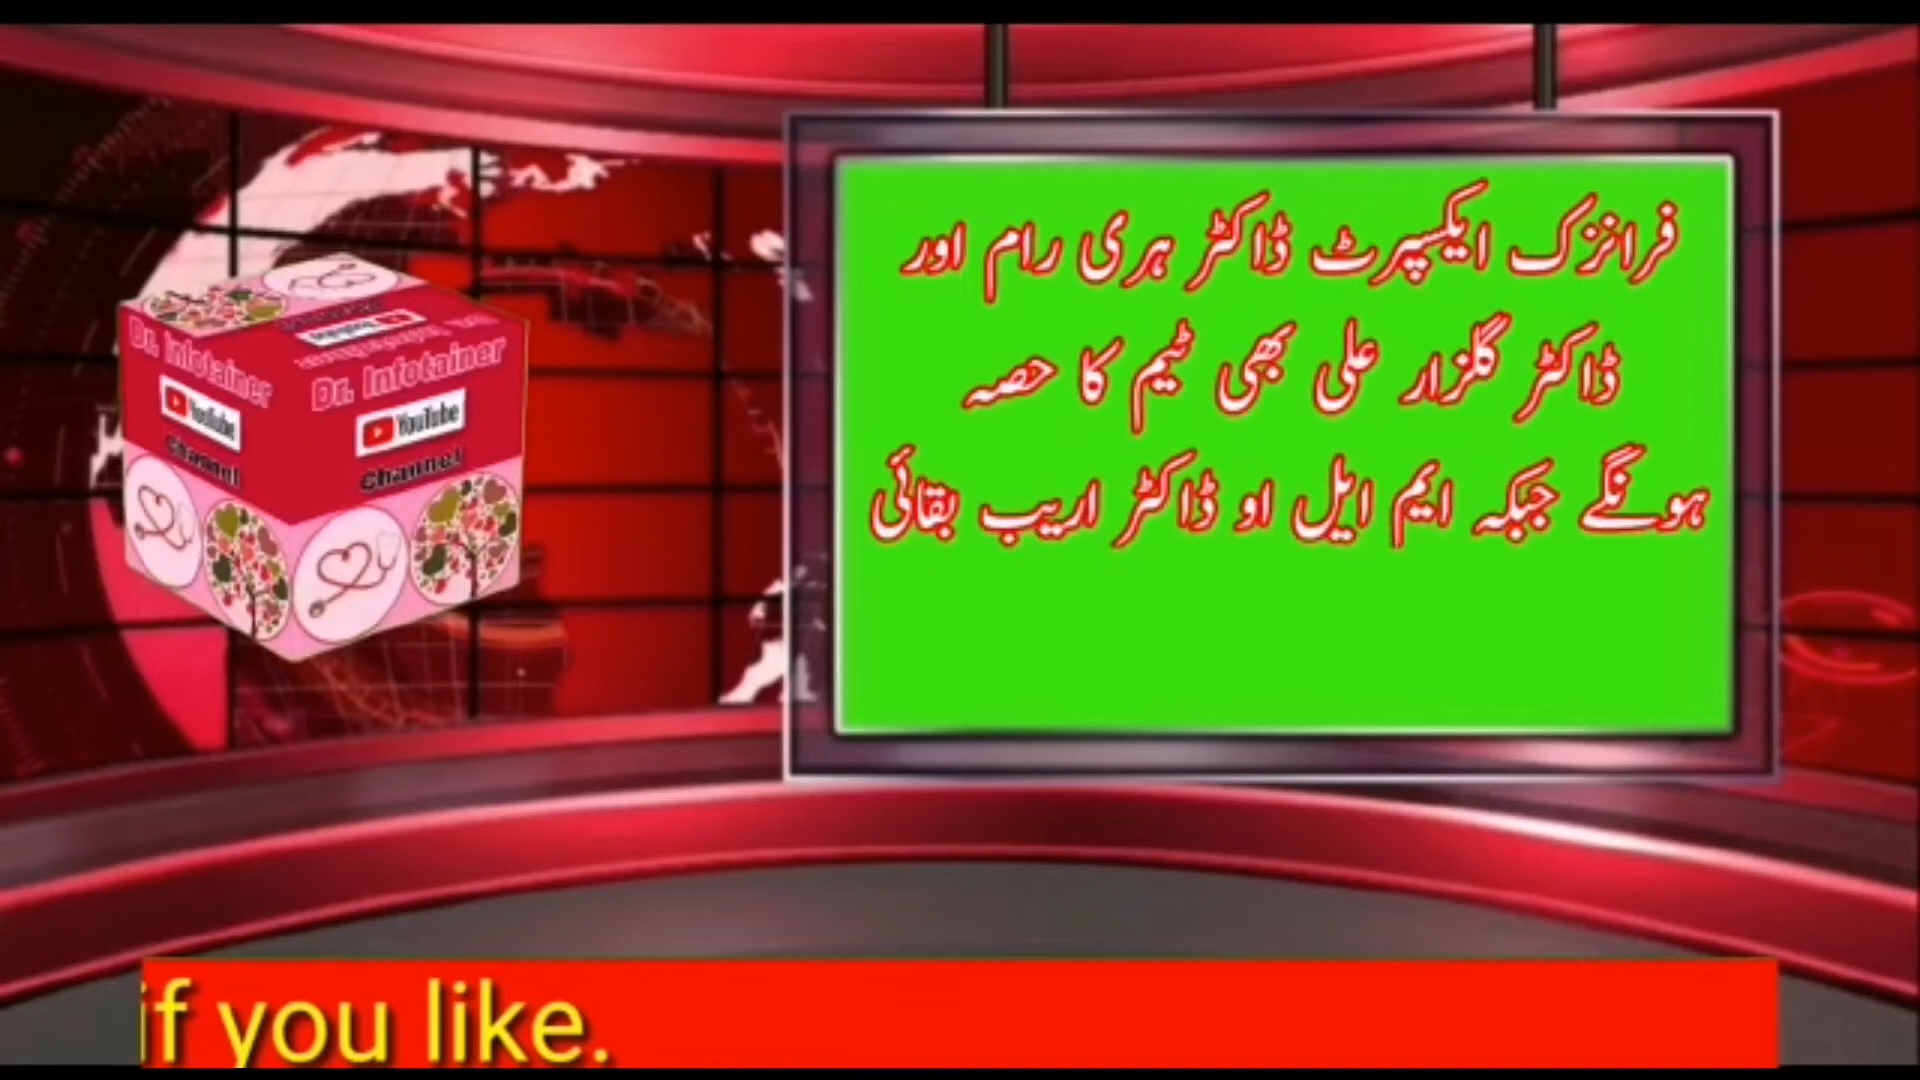 فرانزک ایکسپرٹ ڈاکٹر ہری رام اور
ڈاکٹر گلزار علی بھی ٹیم کا حصہ
ہونگے جبکہ ایم ایل او ڈاکٹر اریب بقائی
Dr. Infotainer
YouTube
Channel
Dr. Infotainer
YouTube
Channel
if you like.